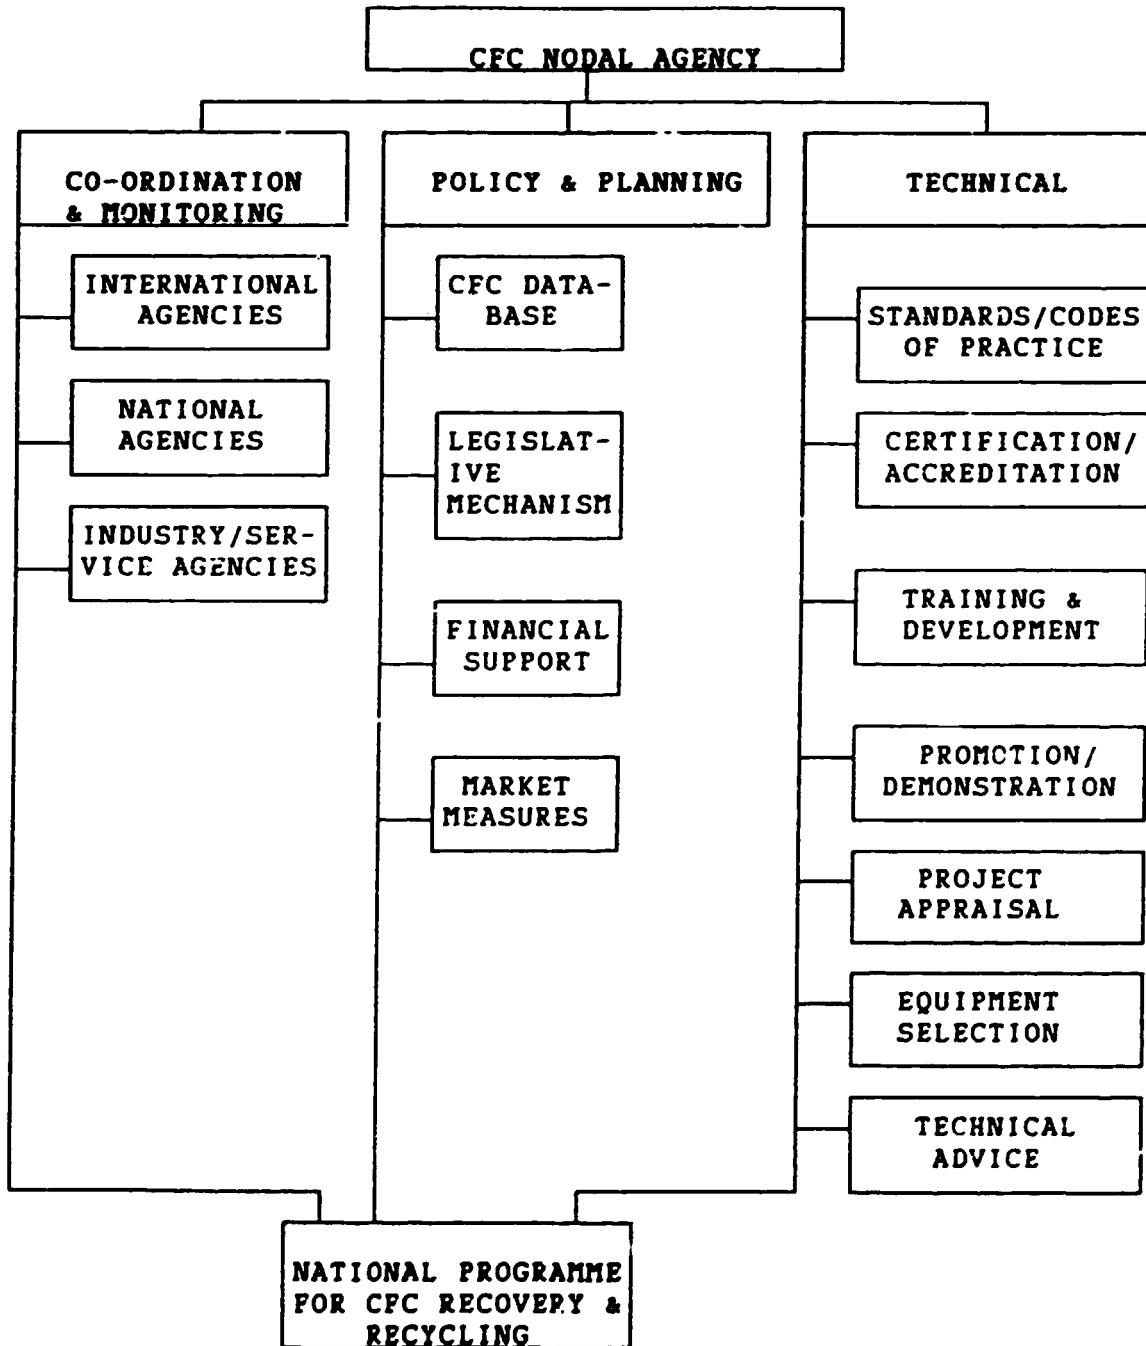 CFC NODAL AGENCY
CO-ORDINATION
& MONITORING
INTERNATIONAL
AGENCIES
NATIONAL
AGENCIES
INDUSTRY/SER-
VICE AGENCIES
POLICY & PLANNING
CFC DATA-
BASE
LEGISLAT-
IVE
MECHANISM
FINANCIAL
SUPPORT
MARKET
MEASURES
TECHNICAL
STANDARDS/CODES
OF PRACTICE
CERTIFICATION/
ACCREDITATION
TRAINING &
DEVELOPMENT
PROMOTION/
DEMONSTRATION
PROJECT
APPRAISAL
EQUIPMENT
SELECTION
TECHNICAL
ADVICE
NATIONAL PROGRAMME
FOR CFC RECOVERY &
RECYCLING